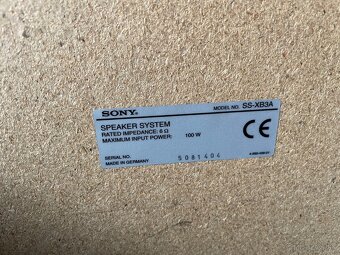 SONY. MODEL NO. SS-XB3A
SPEAKER SYSTEM
RATED IMPEDANCE: 6 Ω
MAXIMUM INPUT POWER: 100 W
CE
SERIAL NO. 5081404
MADE IN GERMANY